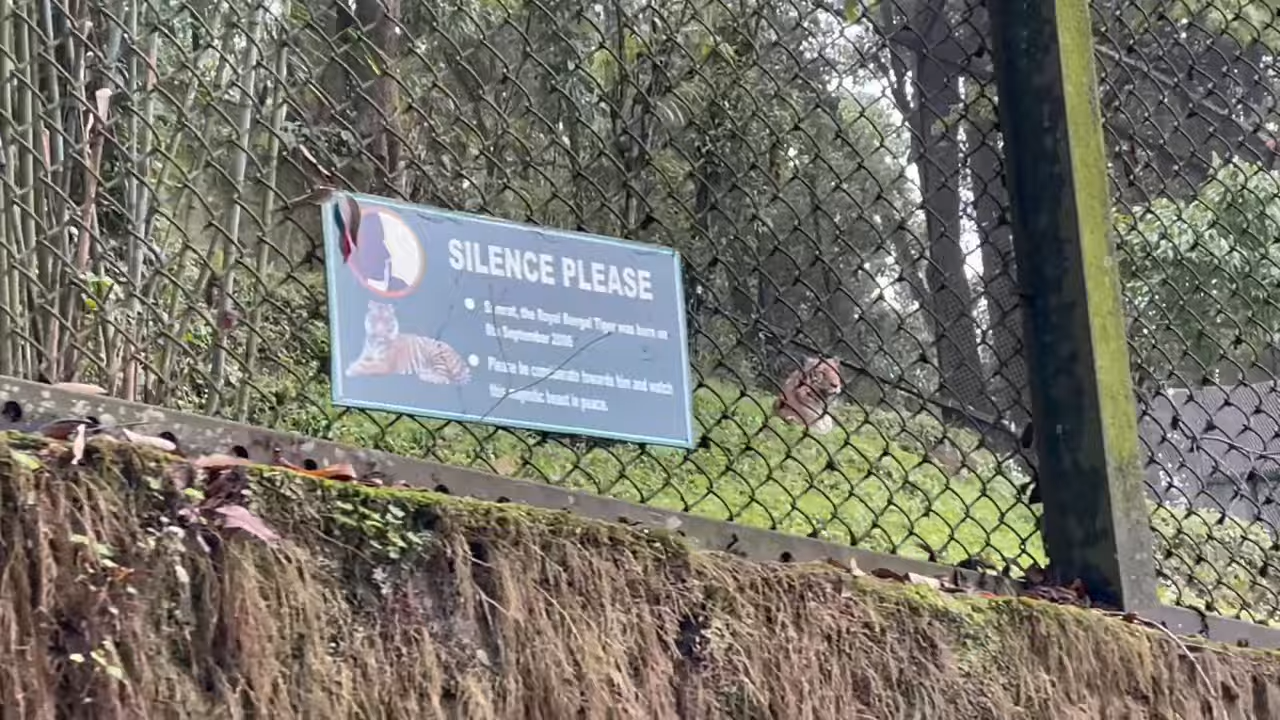 SILENCE PLEASE
the Royal Bengal Tiger was born on
September
Please be considerate towards him and watch
this majestic beast in peace.